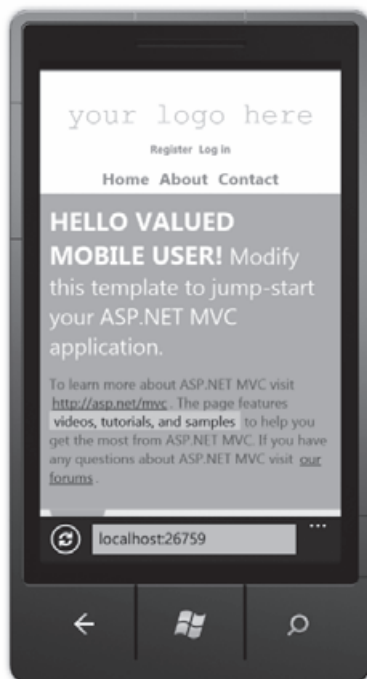 your logo here
Register Log in
Home About Contact
HELLO VALUED
MOBILE USER! Modify
this template to jump-start
your ASP.NET MVC
application.
To learn more about ASP.NET MVC visit
http://asp.net/mvc . The page features
videos, tutorials, and samples to help you
get the most from ASP.NET MVC. If you have
any questions about ASP.NET MVC visit our
forums .
localhost:26759
...